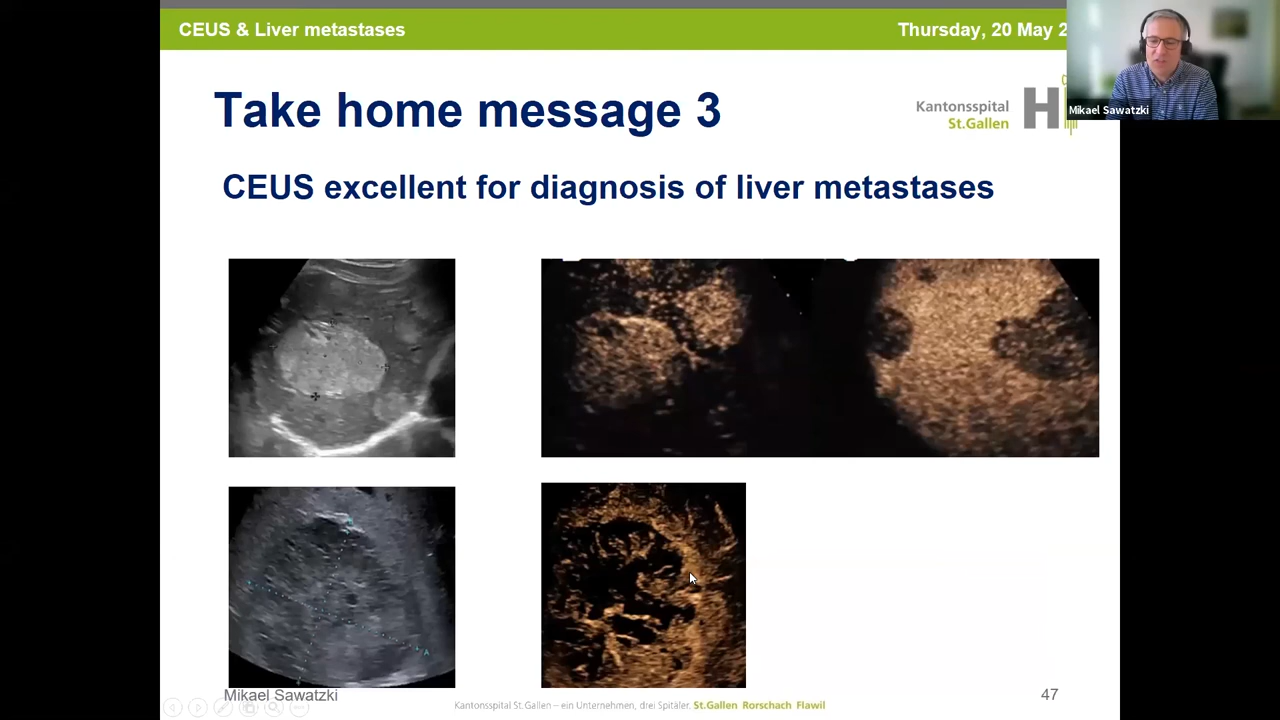 CEUS & Liver metastases
Thursday, 20 May 2
Mikael Sawatzki
Take home message 3
Kantonsspital
St.Gallen
H
CEUS excellent for diagnosis of liver metastases
A
Mikael Sawatzki
47
Kantonsspital St.Gallen – ein Unternehmen, drei Spitäler. St.Gallen Rorschach Flawil